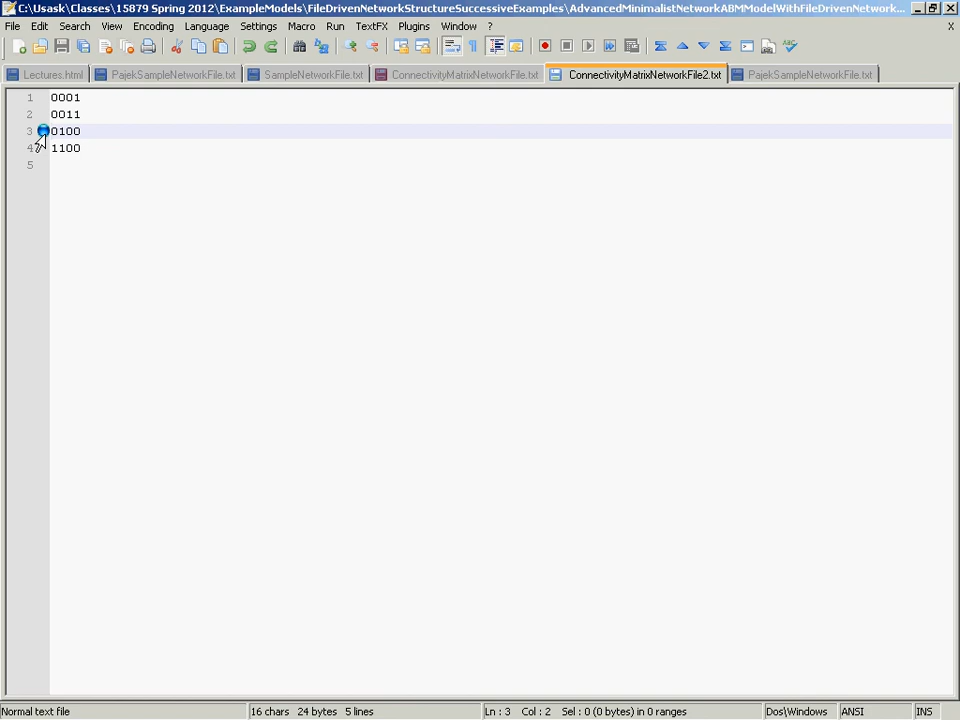 C:\Usask\Classes\15879 Spring 2012\ExampleModels\FileDrivenNetworkStructureSuccessiveExamples\AdvancedMinimalistNetworkABMModelWithFileDrivenNetwork...
File Edit Search View Encoding Language Settings Macro Run TextFX Plugins Window ? X
Lectures.html PajekSampleNetworkFile.txt SampleNetworkFile.txt ConnectivityMatrixNetworkFile.txt ConnectivityMatrixNetworkFile2.txt PajekSampleNetworkFile.txt
1 0001
2 0011
3 0100
4 1100
5
Normal text file 16 chars 24 bytes 5 lines Ln : 3 Col : 2 Sel : 0 (0 bytes) in 0 ranges Dos\Windows ANSI INS